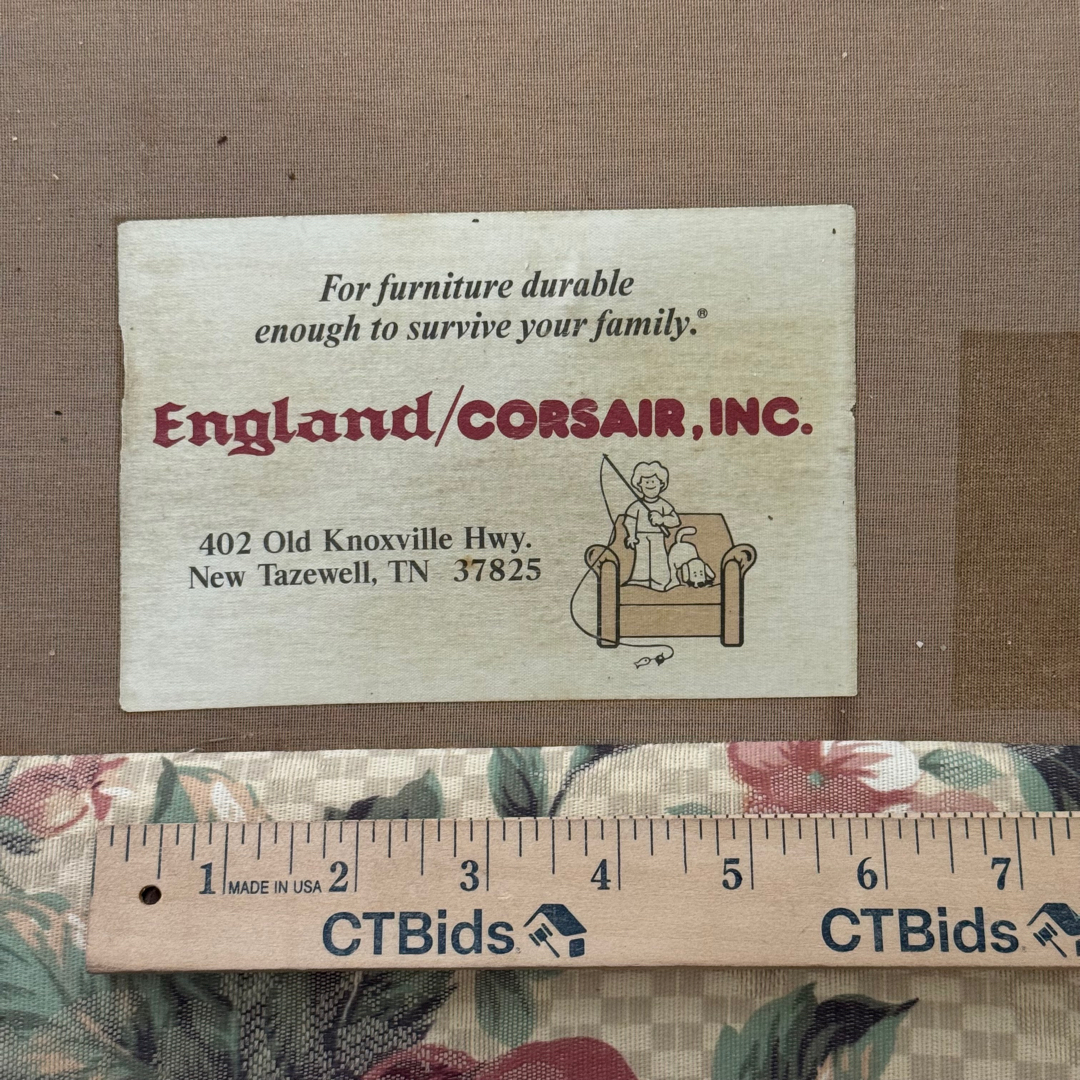 For furniture durable
enough to survive your family.®
England/CORSAIR, INC.
402 Old Knoxville Hwy.
New Tazewell, TN 37825
1 MADE IN USA 2 3 4 5 6 7
CTBids CTBids